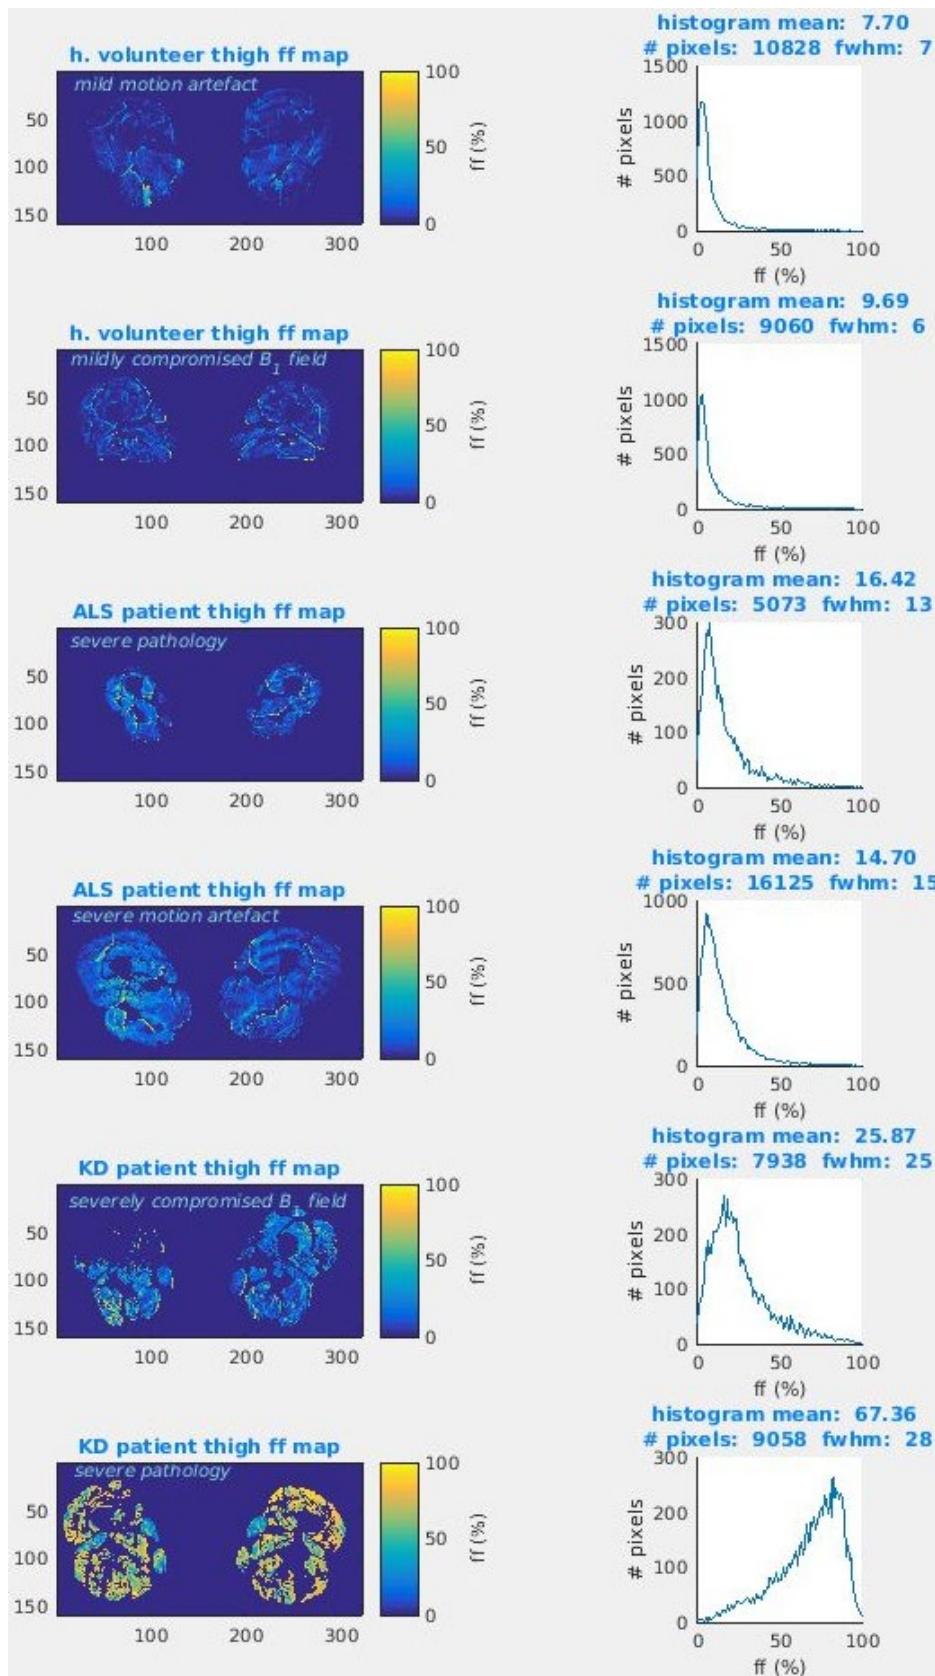 h. volunteer thigh ff map
mild motion artefact
50
100
150
100
200
300
100
50
0
ff (%)
histogram mean: 7.70
# pixels: 10828 fwhm: 7
1500
1000
500
0
# pixels
0
50
100
ff (%)
h. volunteer thigh ff map
mildly compromised B1 field
50
100
150
100
200
300
100
50
0
ff (%)
histogram mean: 9.69
# pixels: 9060 fwhm: 6
1500
1000
500
0
# pixels
0
50
100
ff (%)
ALS patient thigh ff map
severe pathology
50
100
150
100
200
300
100
50
0
ff (%)
histogram mean: 16.42
# pixels: 5073 fwhm: 13
300
200
100
0
# pixels
0
50
100
ff (%)
ALS patient thigh ff map
severe motion artefact
50
100
150
100
200
300
100
50
0
ff (%)
histogram mean: 14.70
# pixels: 16125 fwhm: 15
1000
500
0
# pixels
0
50
100
ff (%)
KD patient thigh ff map
severely compromised B1 field
50
100
150
100
200
300
100
50
0
ff (%)
histogram mean: 25.87
# pixels: 7938 fwhm: 25
300
200
100
0
# pixels
0
50
100
ff (%)
KD patient thigh ff map
severe pathology
50
100
150
100
200
300
100
50
0
ff (%)
histogram mean: 67.36
# pixels: 9058 fwhm: 28
300
200
100
0
# pixels
0
50
100
ff (%)